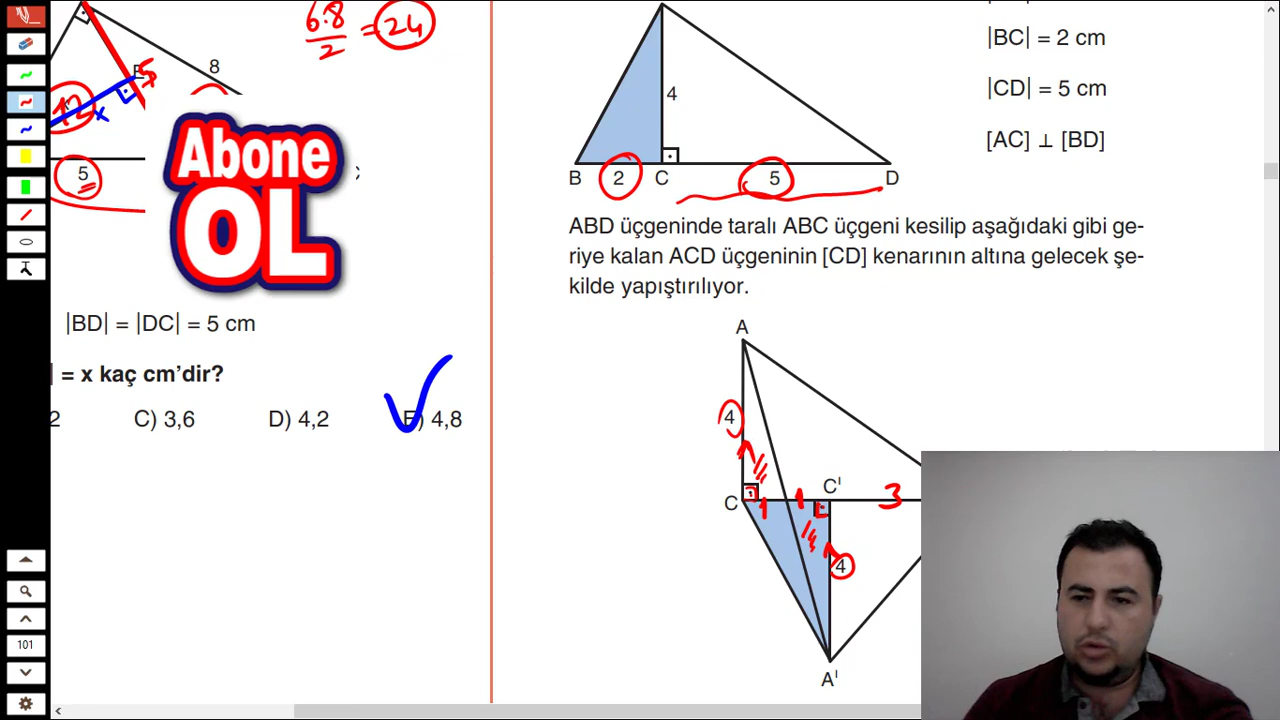 6.8
2
= 24
8
5
12
x
5
Abone
OL
|BD| = |DC| = 5 cm
= x kaç cm'dir?
2
C) 3,6
D) 4,2
E) 4,8
101
4
B
2
C
5
D
|BC| = 2 cm
|CD| = 5 cm
[AC] ⊥ [BD]
ABD üçgeninde taralı ABC üçgeni kesilip aşağıdaki gibi ge-
riye kalan ACD üçgeninin [CD] kenarının altına gelecek şe-
kilde yapıştırılıyor.
A
4
C
1
1
C'
3
4
A'